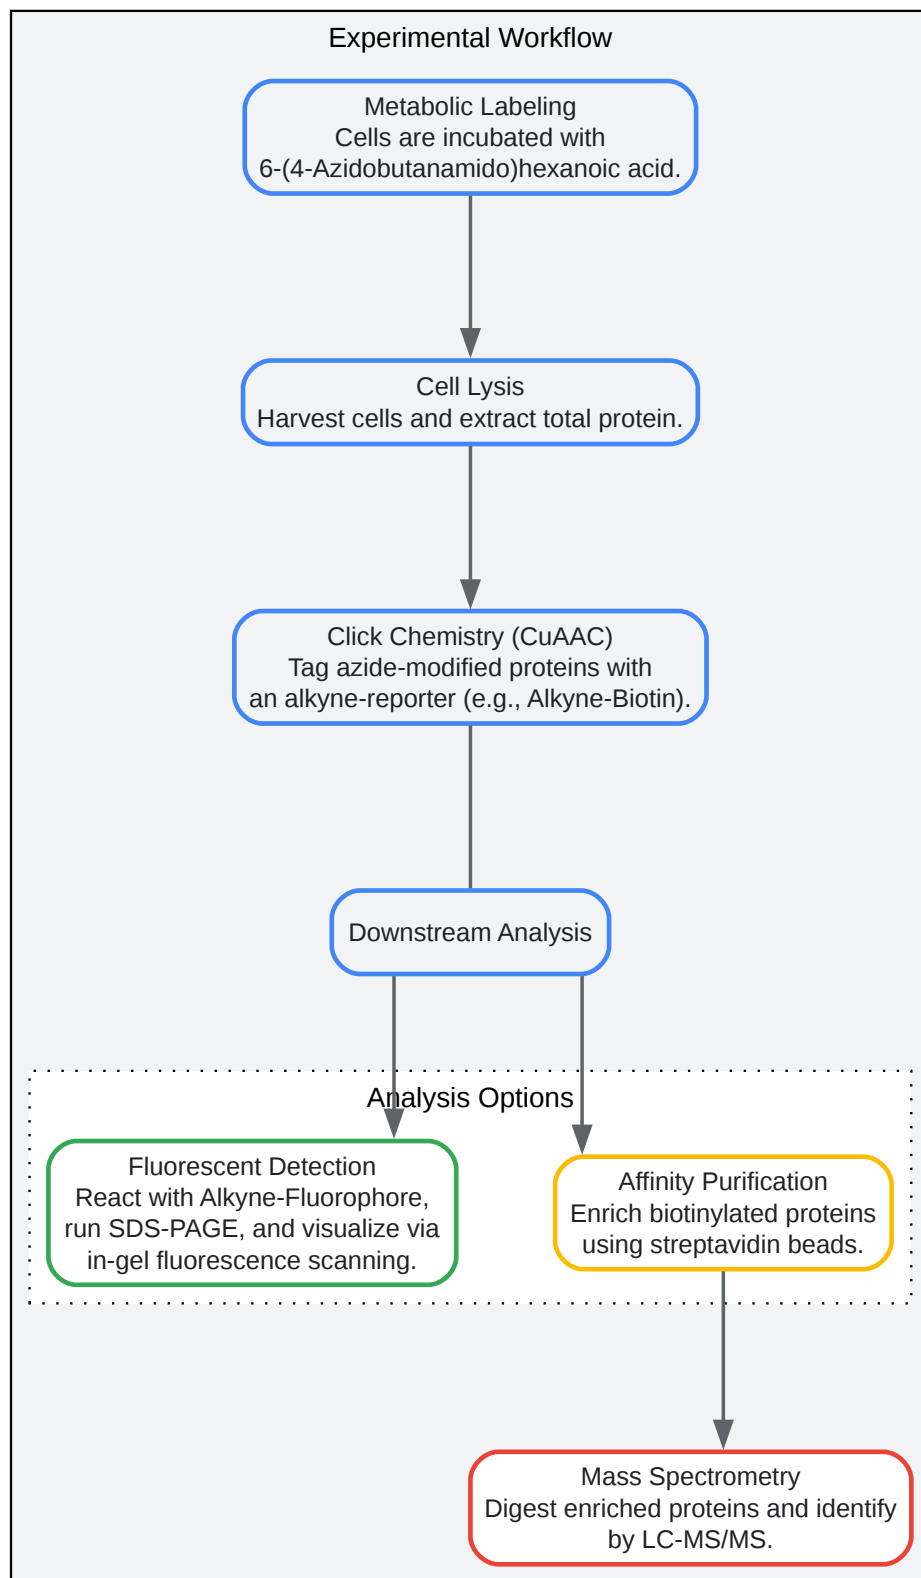 Experimental Workflow
Metabolic Labeling
Cells are incubated with
6-(4-Azidobutanamido)hexanoic acid.
Cell Lysis
Harvest cells and extract total protein.
Click Chemistry (CuAAC)
Tag azide-modified proteins with
an alkyne-reporter (e.g., Alkyne-Biotin).
Downstream Analysis
Analysis Options
Fluorescent Detection
React with Alkyne-Fluorophore,
run SDS-PAGE, and visualize via
in-gel fluorescence scanning.
Affinity Purification
Enrich biotinylated proteins
using streptavidin beads.
Mass Spectrometry
Digest enriched proteins and identify
by LC-MS/MS.